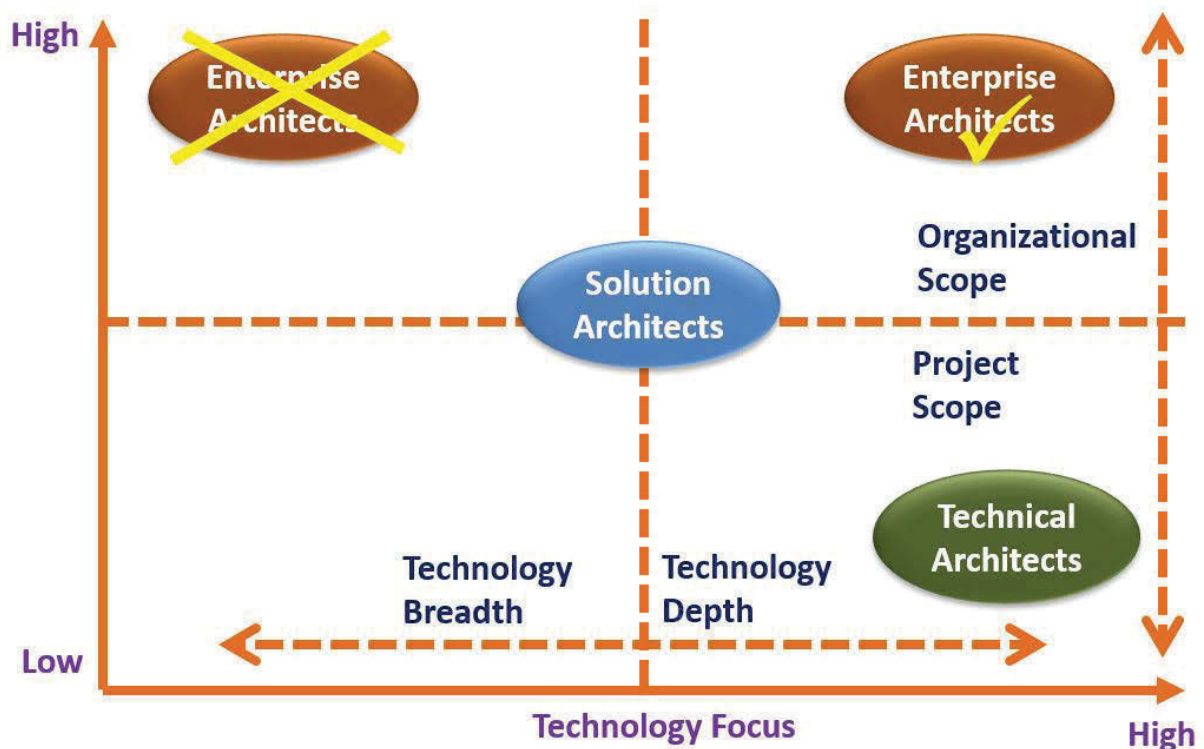 High
Enterprise
Architects
Enterprise
Architects
Organizational
Scope
Solution
Architects
Project
Scope
Technical
Architects
Technology
Breadth
Technology
Depth
Low
Technology Focus
High